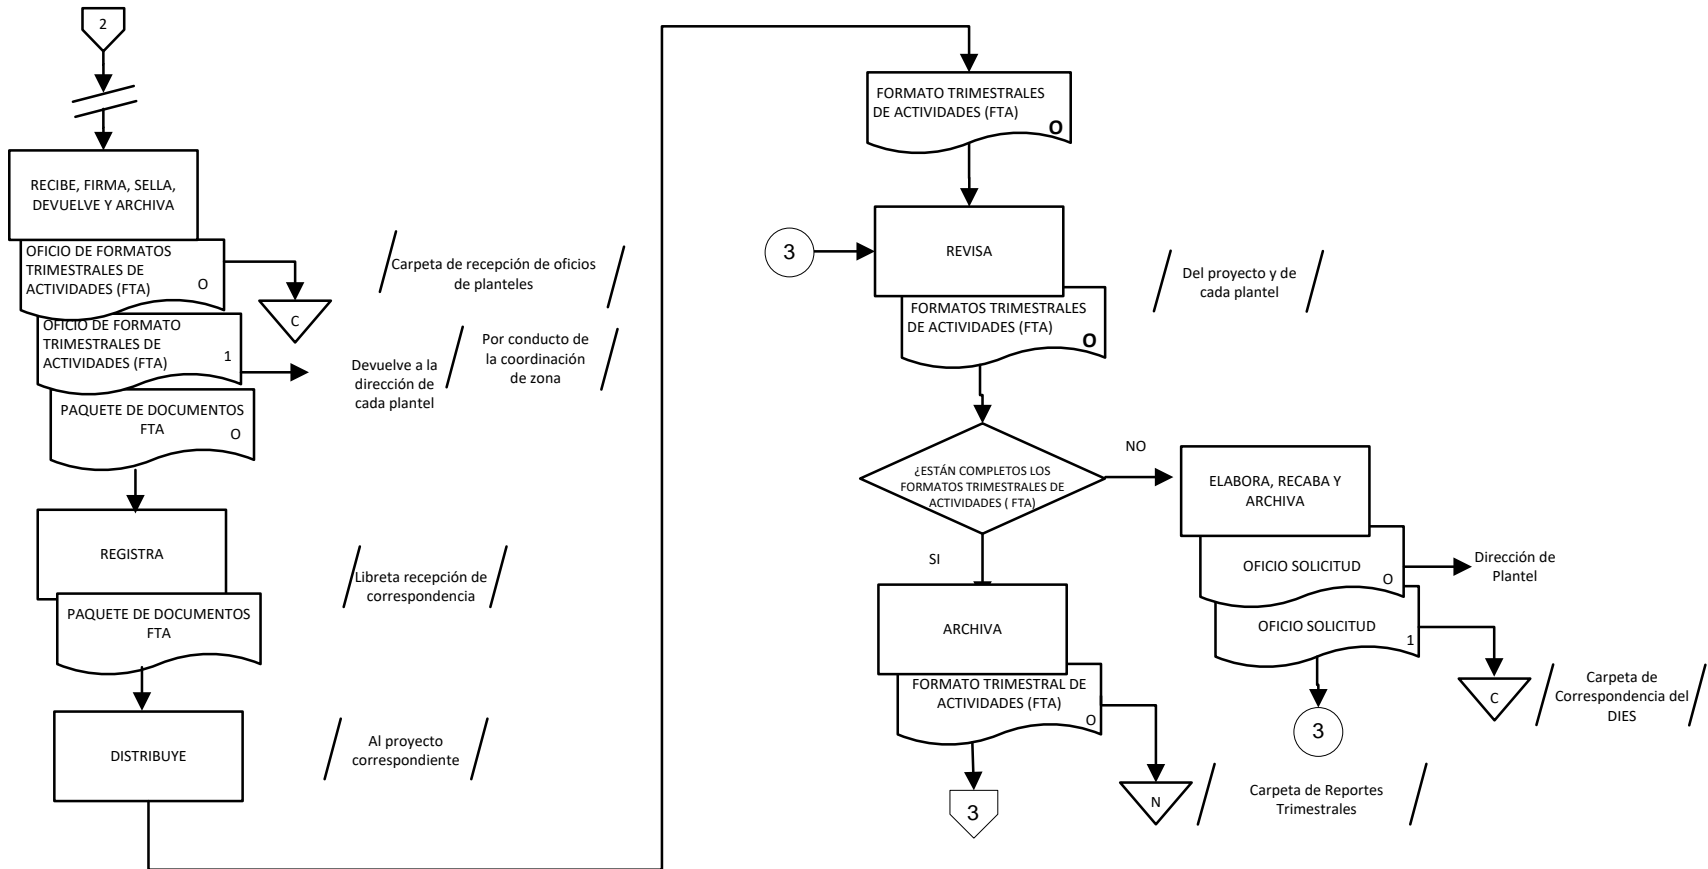 2
RECIBE, FIRMA, SELLA,
DEVUELVE Y ARCHIVA
OFICIO DE FORMATOS
TRIMESTRALES DE
ACTIVIDADES (FTA)
O
C
Carpeta de recepción de oficios
de planteles
OFICIO DE FORMATO
TRIMESTRALES DE
ACTIVIDADES (FTA)
1
Devuelve a la
dirección de
cada plantel
Por conducto de
la coordinación
de zona
PAQUETE DE DOCUMENTOS
FTA
O
REGISTRA
Libreta recepción de
correspondencia
PAQUETE DE DOCUMENTOS
FTA
DISTRIBUYE
Al proyecto
correspondiente
FORMATO TRIMESTRALES
DE ACTIVIDADES (FTA)
O
3
REVISA
Del proyecto y de
cada plantel
FORMATOS TRIMESTRALES
DE ACTIVIDADES (FTA)
O
¿ESTÁN COMPLETOS LOS
FORMATOS TRIMESTRALES DE
ACTIVIDADES ( FTA)
NO
ELABORA, RECABA Y
ARCHIVA
OFICIO SOLICITUD
O
Dirección de
Plantel
OFICIO SOLICITUD
1
C
Carpeta de
Correspondencia del
DIES
3
SI
ARCHIVA
FORMATO TRIMESTRAL DE
ACTIVIDADES (FTA)
O
N
Carpeta de Reportes
Trimestrales
3